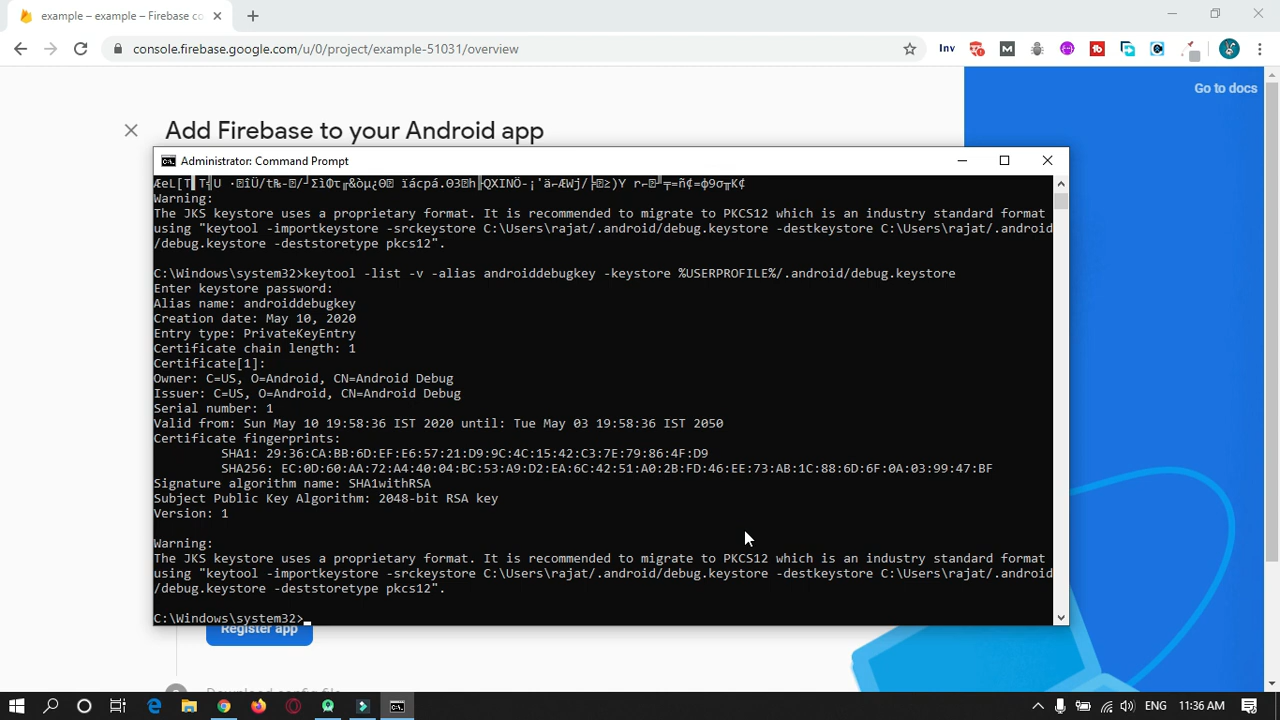 example – example – Firebase co
console.firebase.google.com/u/0/project/example-51031/overview
Inv
Go to docs
Add Firebase to your Android app
Administrator: Command Prompt
Warning:
The JKS keystore uses a proprietary format. It is recommended to migrate to PKCS12 which is an industry standard format
using "keytool -importkeystore -srckeystore C:\Users\rajat/.android/debug.keystore -destkeystore C:\Users\rajat/.android
/debug.keystore -deststoretype pkcs12".
C:\Windows\system32>keytool -list -v -alias androiddebugkey -keystore %USERPROFILE%/.android/debug.keystore
Enter keystore password:
Alias name: androiddebugkey
Creation date: May 10, 2020
Entry type: PrivateKeyEntry
Certificate chain length: 1
Certificate[1]:
Owner: C=US, O=Android, CN=Android Debug
Issuer: C=US, O=Android, CN=Android Debug
Serial number: 1
Valid from: Sun May 10 19:58:36 IST 2020 until: Tue May 03 19:58:36 IST 2050
Certificate fingerprints:
SHA1: 29:36:CA:BB:6D:EF:E6:57:21:D9:9C:4C:15:42:C3:7E:79:86:4F:D9
SHA256: EC:0D:60:AA:72:A4:40:04:BC:53:A9:D2:EA:6C:42:51:A0:2B:FD:46:EE:73:AB:1C:88:6D:6F:0A:03:99:47:BF
Signature algorithm name: SHA1withRSA
Subject Public Key Algorithm: 2048-bit RSA key
Version: 1
Warning:
The JKS keystore uses a proprietary format. It is recommended to migrate to PKCS12 which is an industry standard format
using "keytool -importkeystore -srckeystore C:\Users\rajat/.android/debug.keystore -destkeystore C:\Users\rajat/.android
/debug.keystore -deststoretype pkcs12".
C:\Windows\system32>
Register app
Download config file
ENG
11:36 AM